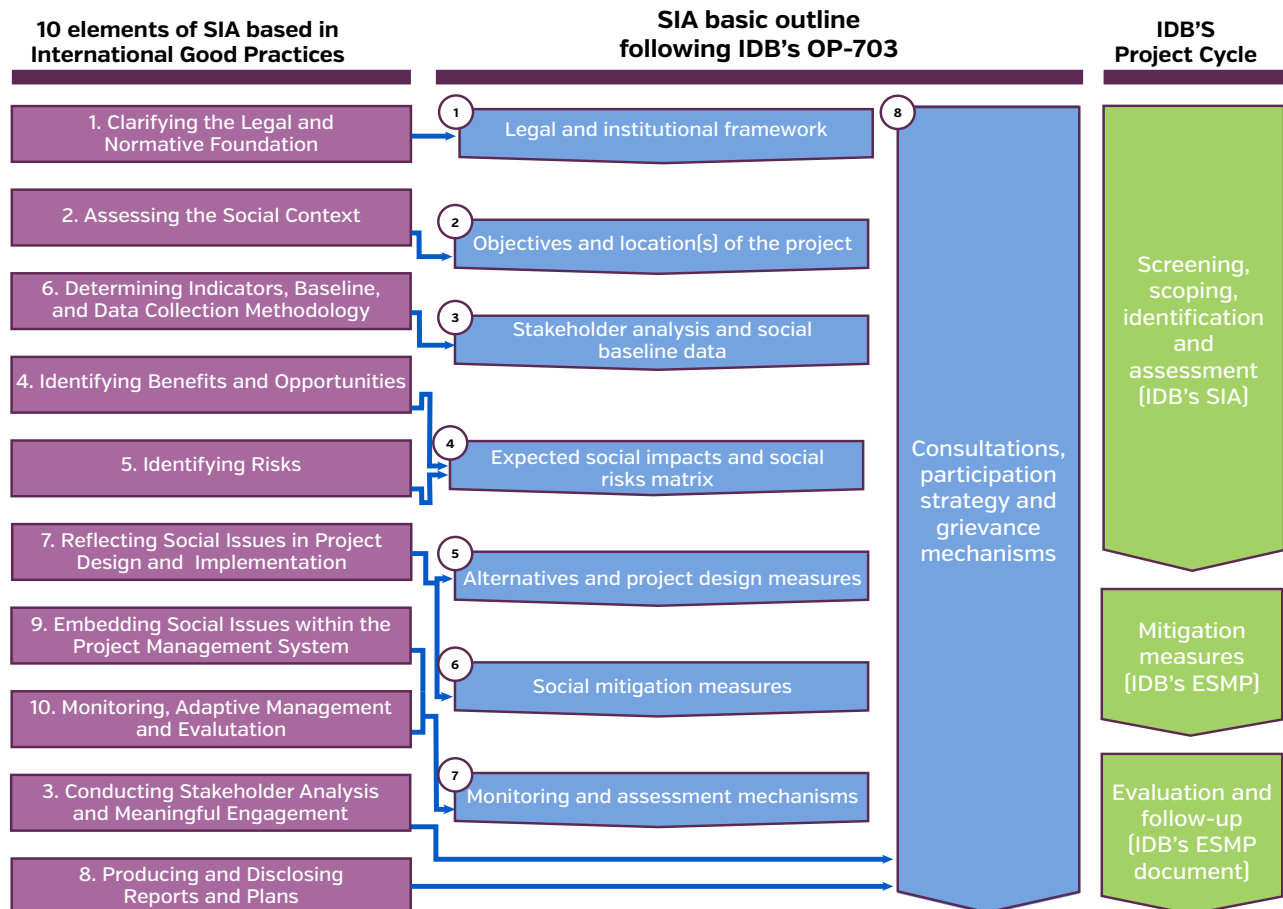 10 elements of SIA based in
International Good Practices
SIA basic outline
following IDB's OP-703
IDB'S
Project Cycle
1. Clarifying the Legal and
Normative Foundation
2. Assessing the Social Context
6. Determining Indicators, Baseline,
and Data Collection Methodology
4. Identifying Benefits and Opportunities
5. Identifying Risks
7. Reflecting Social Issues in Project
Design and Implementation
9. Embedding Social Issues within the
Project Management System
10. Monitoring, Adaptive Management
and Evalutation
3. Conducting Stakeholder Analysis
and Meaningful Engagement
8. Producing and Disclosing
Reports and Plans
1
Legal and institutional framework
2
Objectives and location(s) of the project
3
Stakeholder analysis and social
baseline data
4
Expected social impacts and social
risks matrix
5
Alternatives and project design measures
6
Social mitigation measures
7
Monitoring and assessment mechanisms
8
Consultations,
participation
strategy and
grievance
mechanisms
Screening,
scoping,
identification
and
assessment
(IDB's SIA)
Mitigation
measures
(IDB's ESMP)
Evaluation and
follow-up
(IDB's ESMP
document)